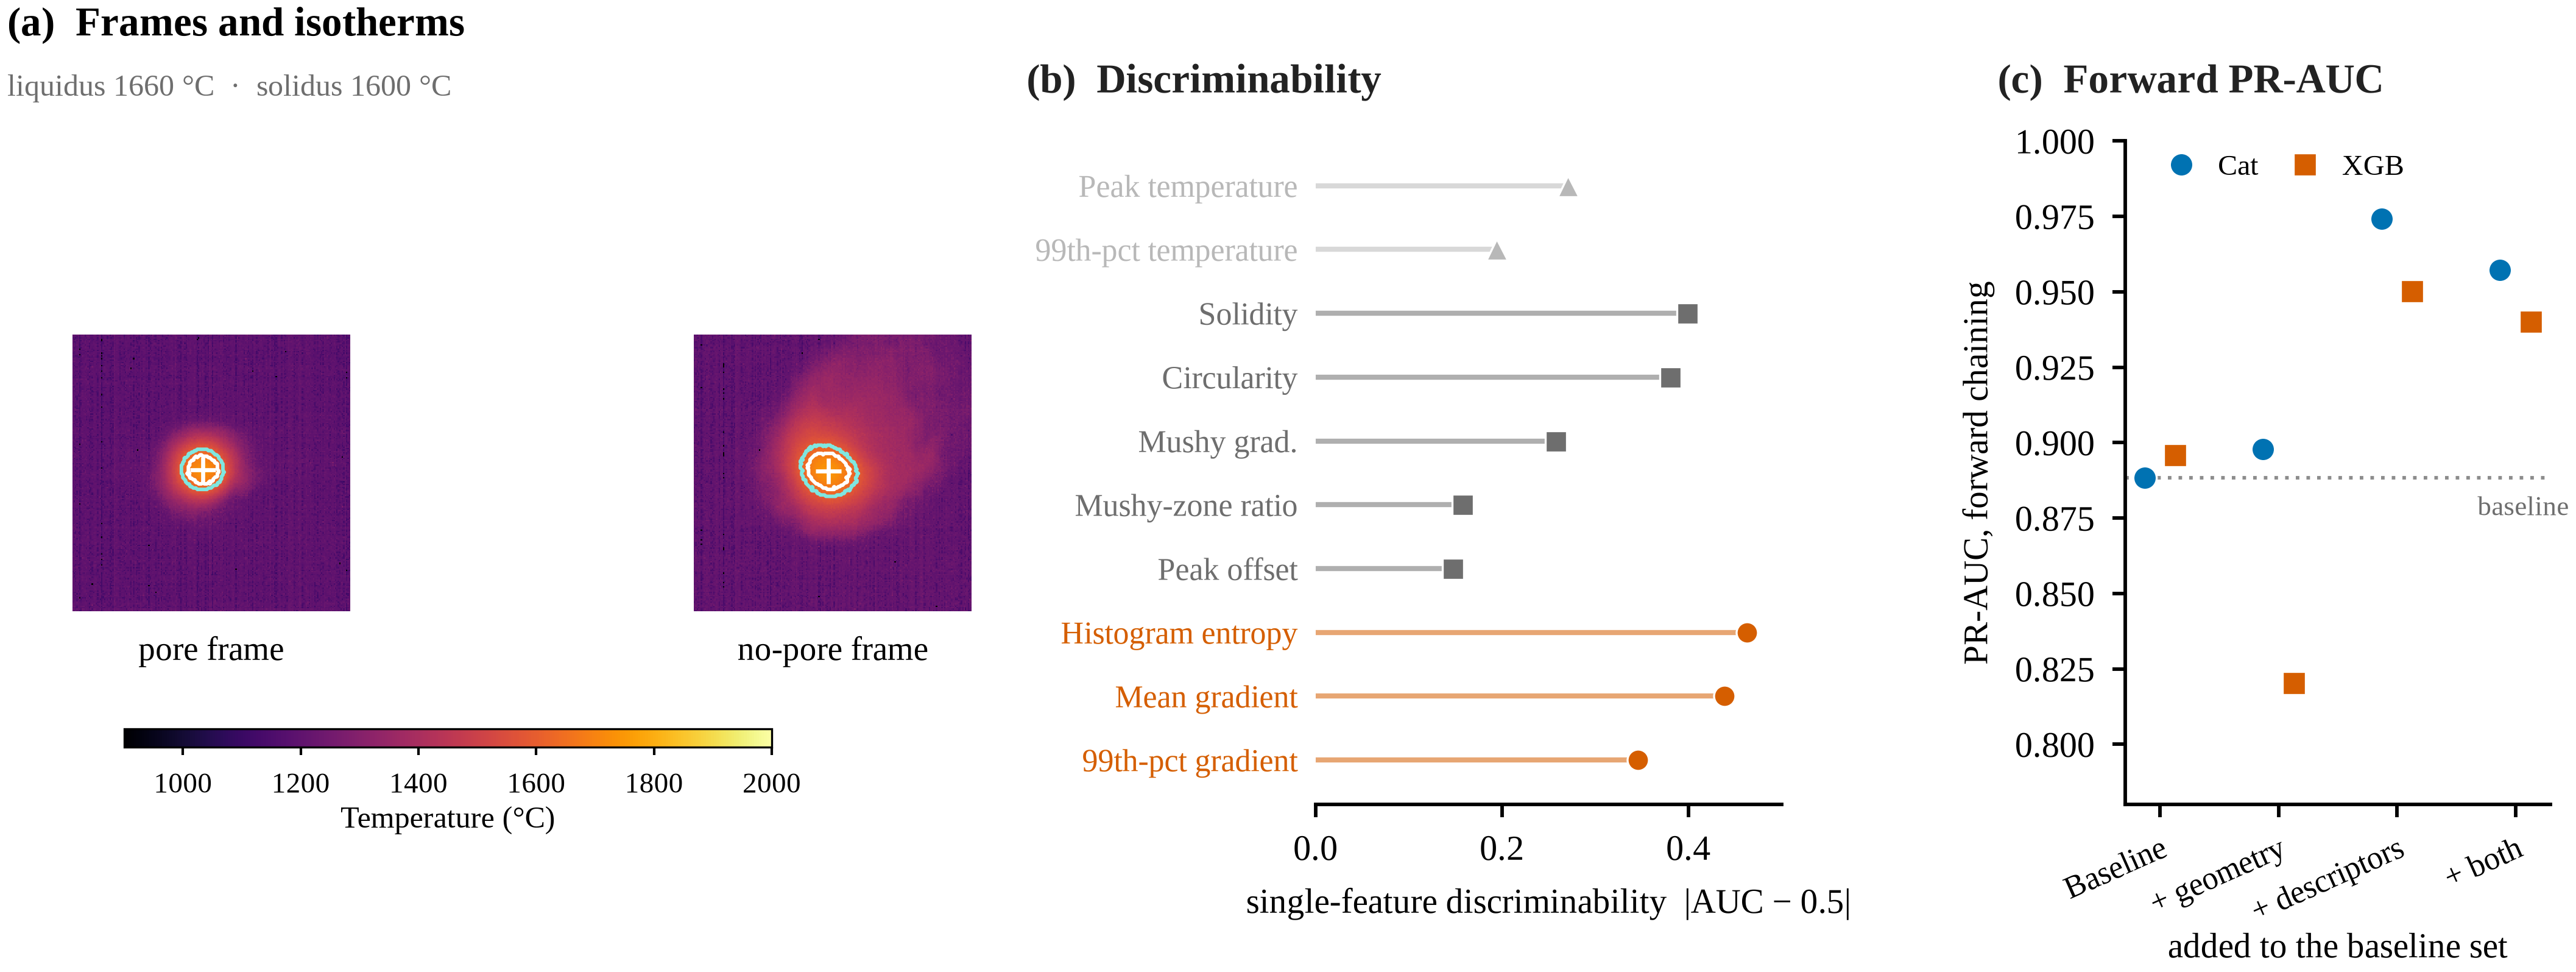 (a) Frames and isotherms
liquidus 1660 °C · solidus 1600 °C
pore frame
no-pore frame
1000 1200 1400 1600 1800 2000
Temperature (°C)
(b) Discriminability
Peak temperature
99th-pct temperature
Solidity
Circularity
Mushy grad.
Mushy-zone ratio
Peak offset
Histogram entropy
Mean gradient
99th-pct gradient
0.0 0.2 0.4
single-feature discriminability |AUC − 0.5|
(c) Forward PR-AUC
PR-AUC, forward chaining
1.000
0.975
0.950
0.925
0.900
0.875
0.850
0.825
0.800
Cat XGB
baseline
Baseline
+ geometry
+ descriptors
+ both
added to the baseline set